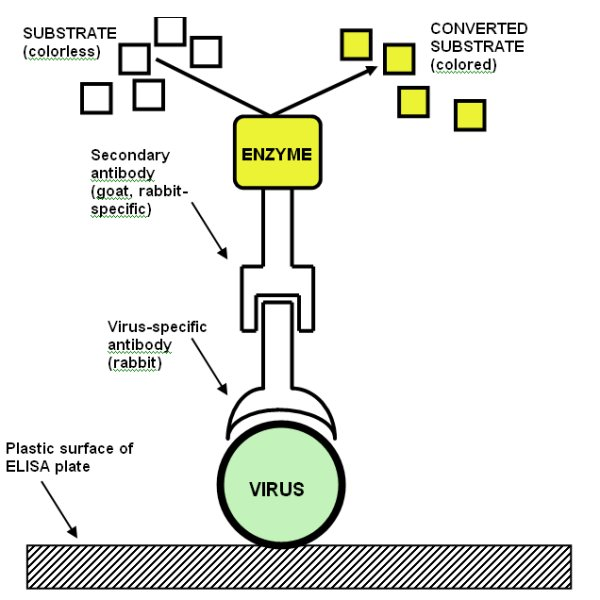 SUBSTRATE
(colorless)
CONVERTED
SUBSTRATE
(colored)
ENZYME
Secondary
antibody
(goat, rabbit-
specific)
Virus-specific
antibody
(rabbit)
Plastic surface of
ELISA plate
VIRUS